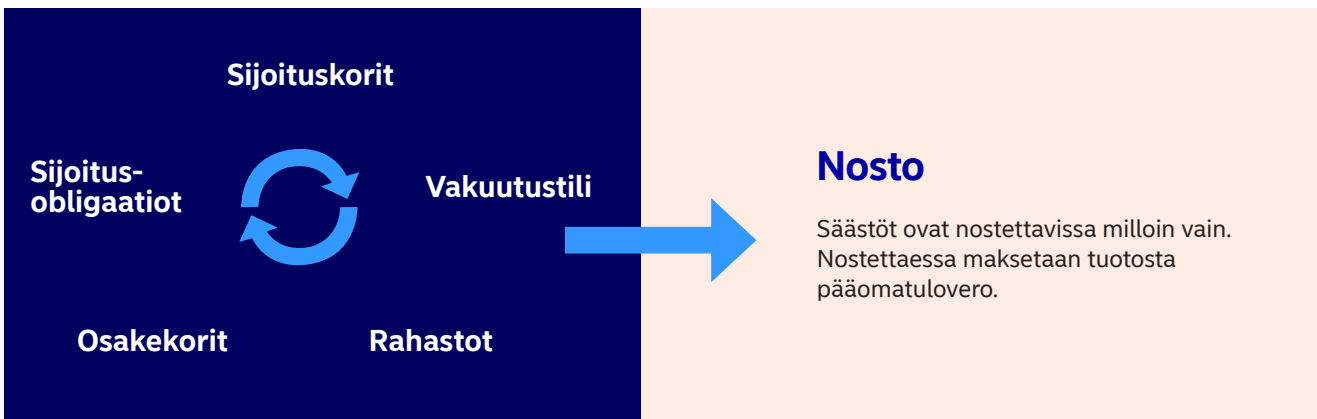 Sijoituskorit
Sijoitus-
obligaatiot
Vakuutustili
Osakekorit
Rahastot
Nosto
Säästöt ovat nostettavissa milloin vain.
Nostettaessa maksetaan tuotosta
pääomatulovero.